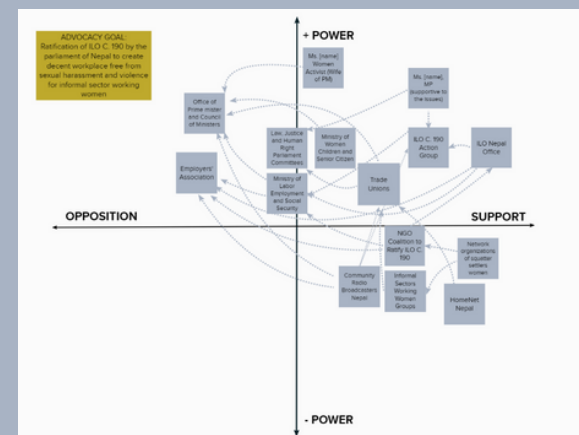 ADVOCACY GOAL:
Ratification of ILO C. 190 by the
parliament of Nepal to create
decent workplace free from
sexual harassment and violence
for informal sector working
women
+ POWER
Ms. [name]
Women
Activist (Wife
of PM)
Ms. [name],
MP
(supportive to
the issues)
Office of
Prime
and Council
of Ministers
Law, Justice
and Human
Right
Parliament
Committees
Ministry of
Women
Children and
Senior Citizen
ILO C. 190
Action
Group
ILO Nepal
Office
Employers'
Association
Ministry of
Labor
Employment
and Social
Security
Trade
Unions
OPPOSITION
SUPPORT
NGO
Coalition to
Ratify ILO C.
190
Network
organizations
of squatter
settlers
women
Community
Radio
Broadcasters
Nepal
Informal
Sectors
Working
Women
Groups
HomeNet
Nepal
- POWER